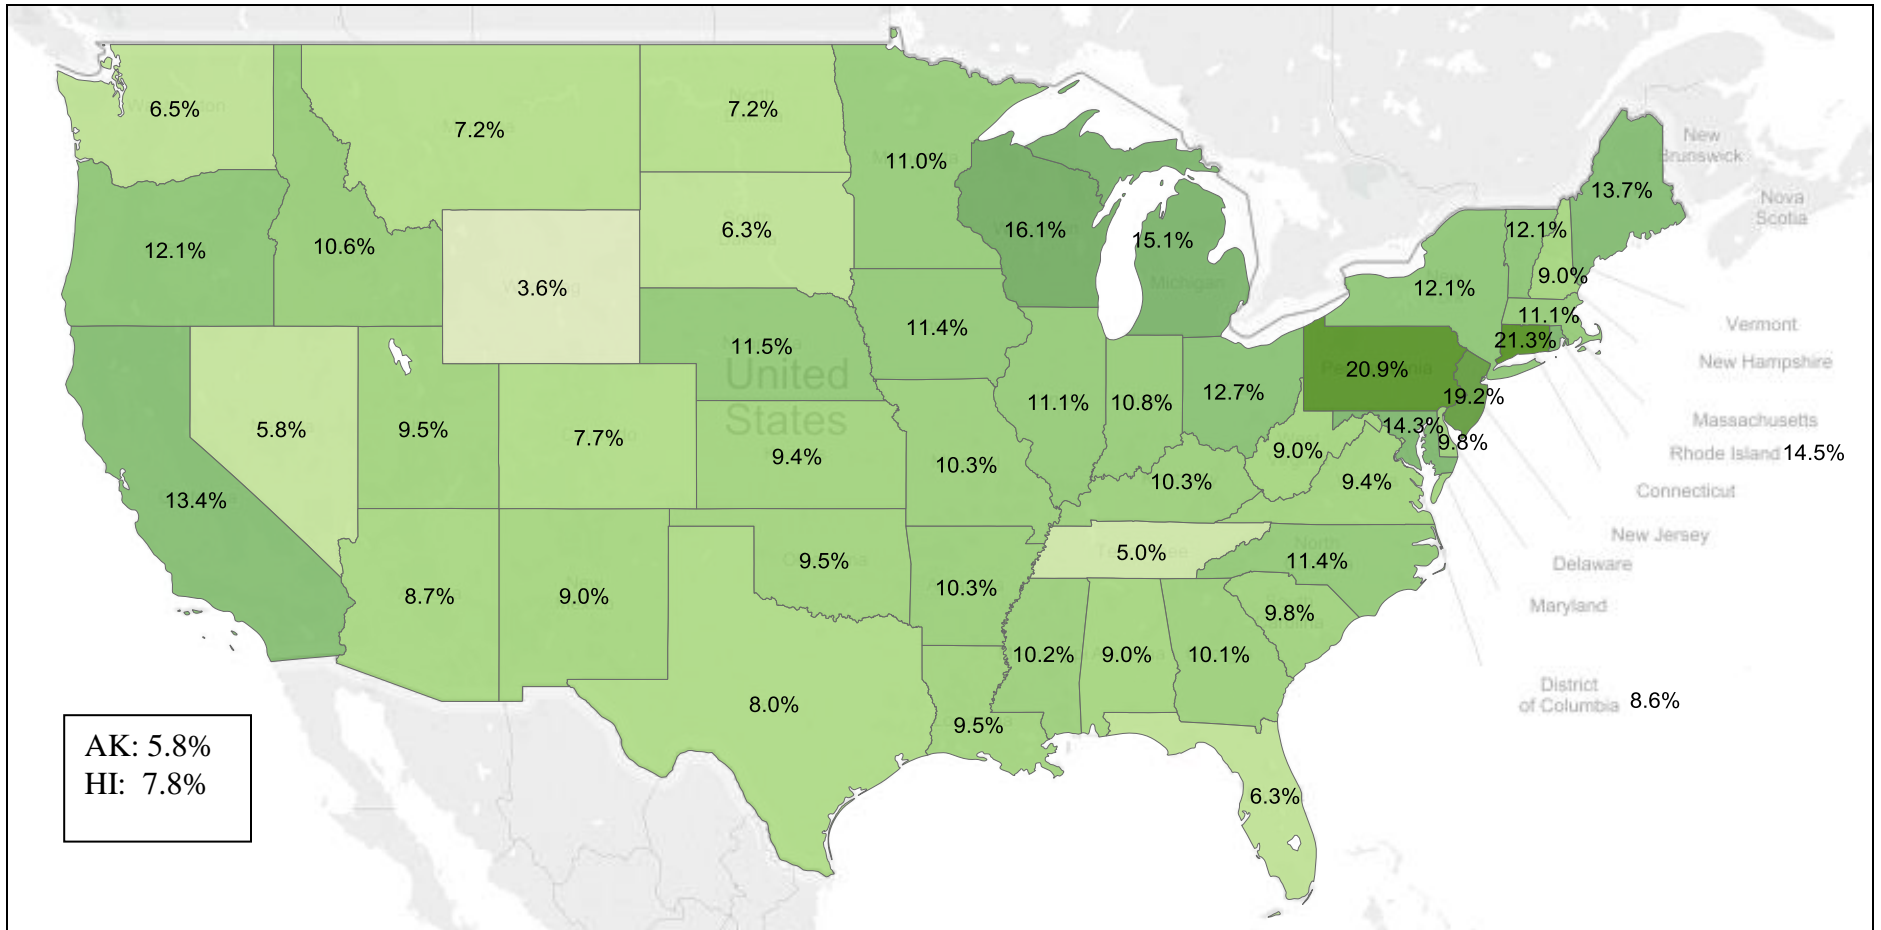 New
Brunswick
Nova
Scotia
6.5%
7.2%
7.2%
11.0%
13.7%
12.1%
10.6%
3.6%
6.3%
16.1%
15.1%
Michigan
12.1%
12.1%
9.0%
11.1%
21.3%
Vermont
New Hampshire
Massachusetts
Rhode Island 14.5%
Connecticut
New Jersey
Delaware
Maryland
District
of Columbia 8.6%
11.5%
United
States
11.4%
20.9%
19.2%
14.3%
9.8%
5.8%
9.5%
7.7%
9.4%
10.3%
11.1%
10.8%
12.7%
9.0%
9.4%
10.3%
13.4%
8.7%
9.0%
New
9.5%
10.3%
5.0%
11.4%
North
9.8%
10.2%
9.0%
10.1%
8.0%
9.5%
6.3%
AK: 5.8%
HI: 7.8%